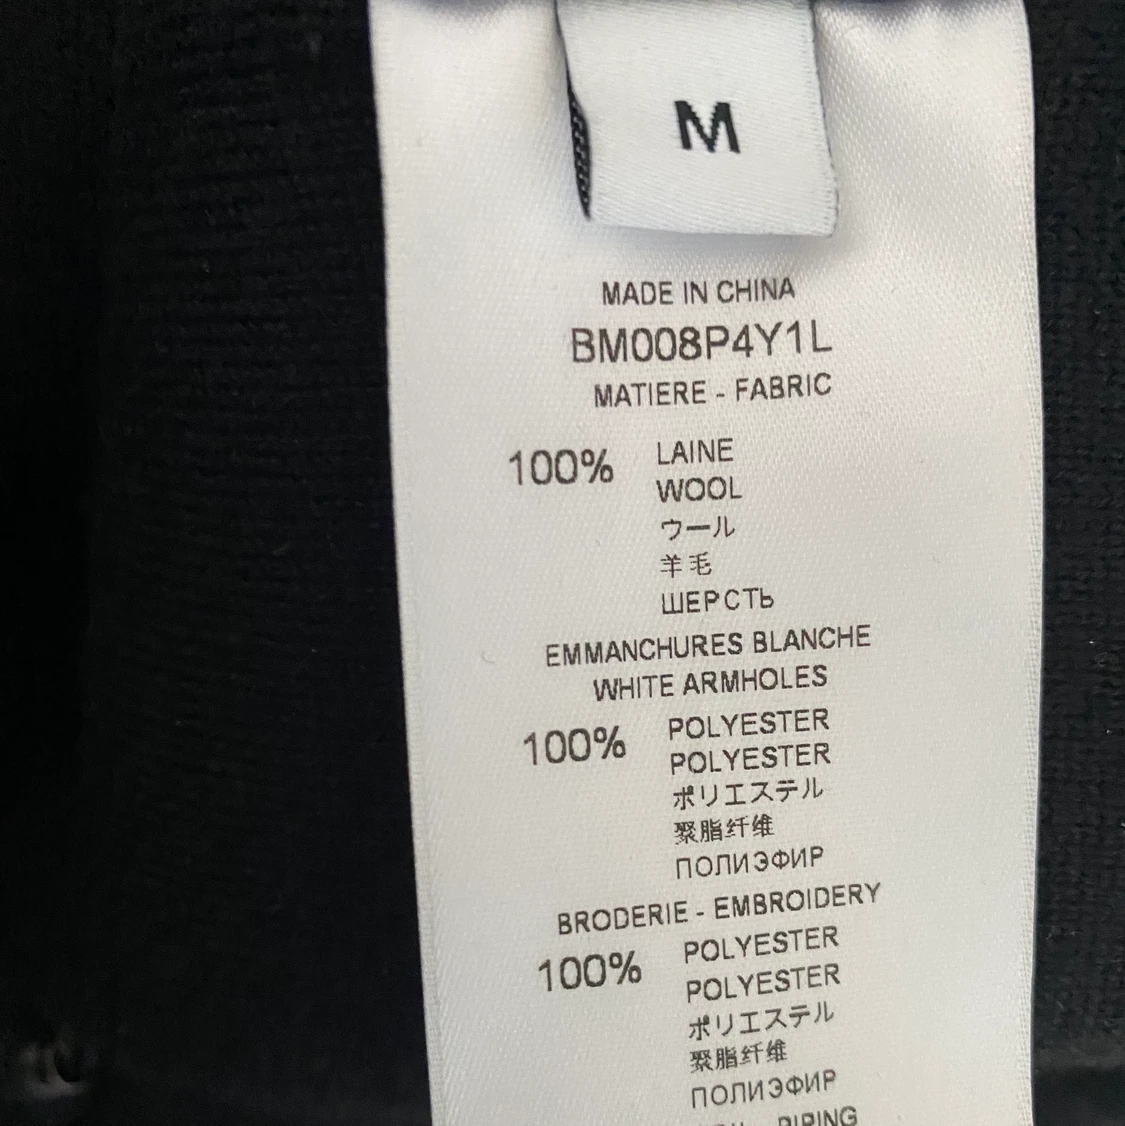 M
MADE IN CHINA
BM008P4Y1L
MATIERE - FABRIC
100% LAINE
WOOL
ウール
羊毛
ШЕРСТЬ
EMMANCHURES BLANCHE
WHITE ARMHOLES
100% POLYESTER
POLYESTER
ポリエステル
聚脂纤维
ПОЛИЭФИР
BRODERIE - EMBROIDERY
100% POLYESTER
POLYESTER
ポリエステル
聚脂纤维
ПОЛИЭФИР
- PIPING